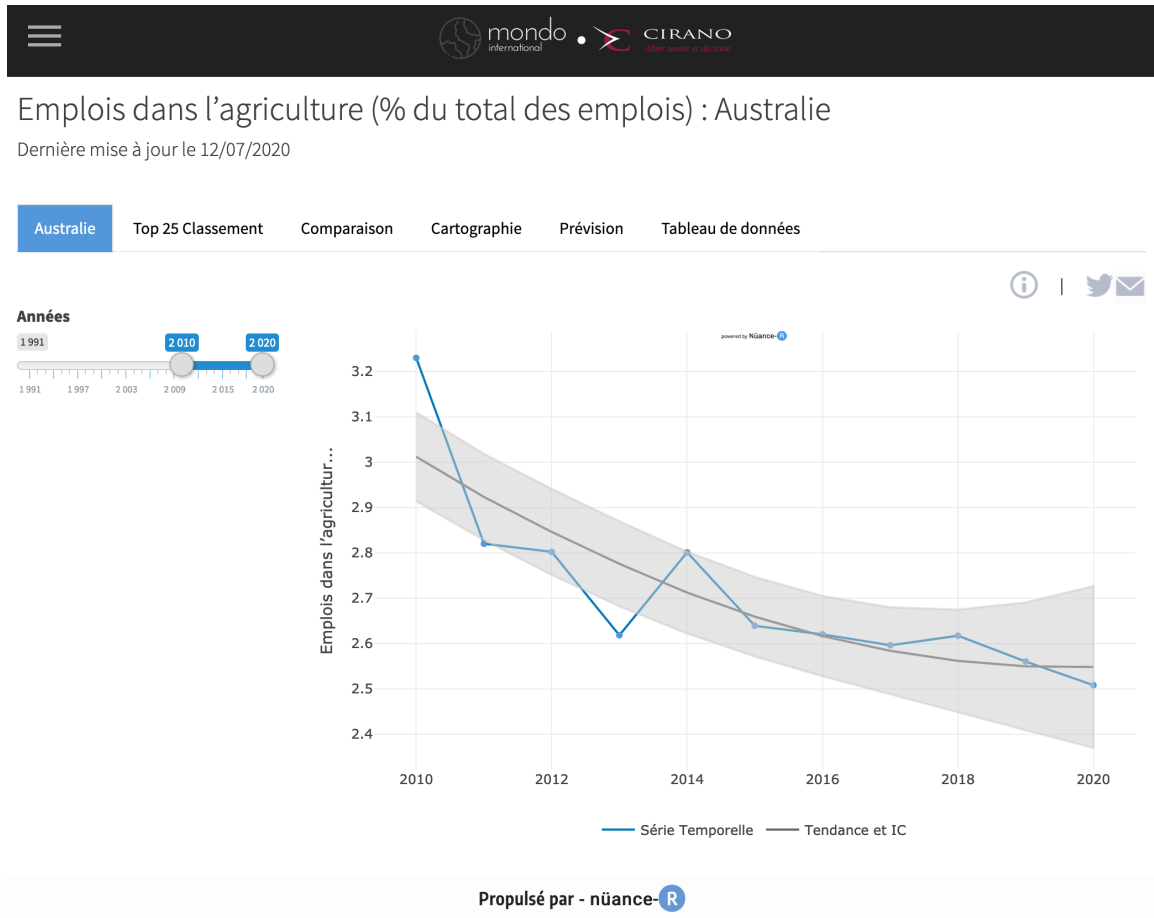 mondo
international
CIRANO
Allier savoir et décision
Emplois dans l’agriculture (% du total des emplois) : Australie
Dernière mise à jour le 12/07/2020
Australie Top 25 Classement Comparaison Cartographie Prévision Tableau de données
|
Années
1 991 2 010 2 020
1 991 1 997 2 003 2 009 2 015 2 020
powered by Nüance-R
Emplois dans l’agricultur…
3.2
3.1
3
2.9
2.8
2.7
2.6
2.5
2.4
2010 2012 2014 2016 2018 2020
Série Temporelle Tendance et IC
Propulsé par - nüance-R